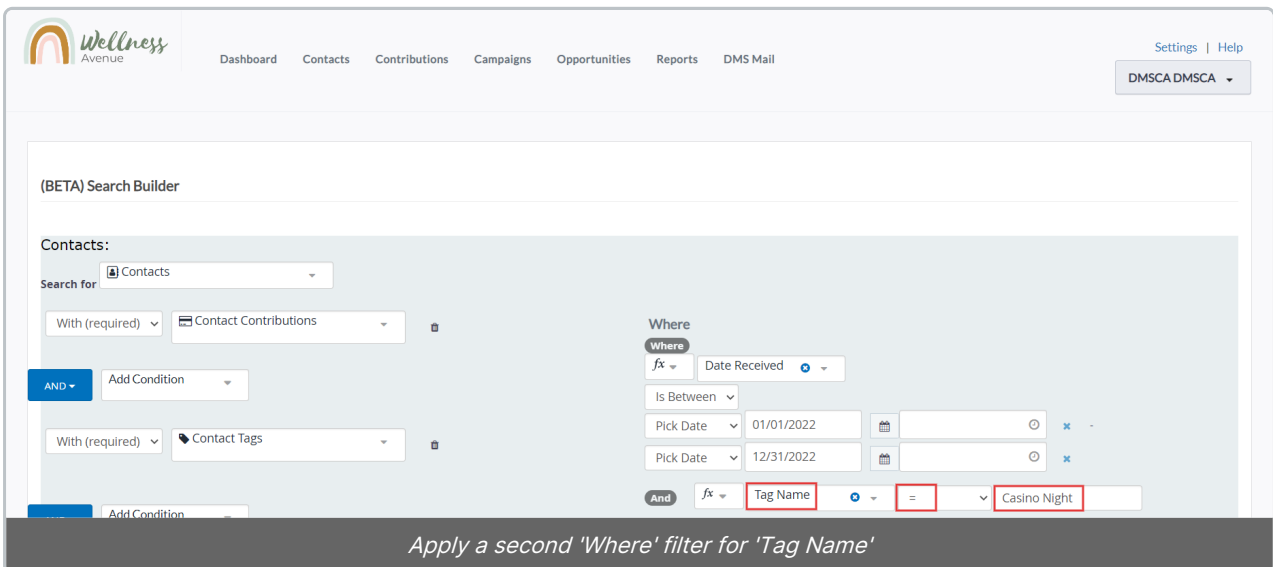 Wellness
Avenue
Dashboard Contacts Contributions Campaigns Opportunities Reports DMS Mail
Settings | Help
DMSCA DMSCA
(BETA) Search Builder
Contacts:
Search for Contacts
With (required) Contact Contributions
AND Add Condition
With (required) Contact Tags
Add Condition
Where
Where
fx Date Received
Is Between
Pick Date 01/01/2022 -
Pick Date 12/31/2022
And fx Tag Name = Casino Night
Apply a second 'Where' filter for 'Tag Name'